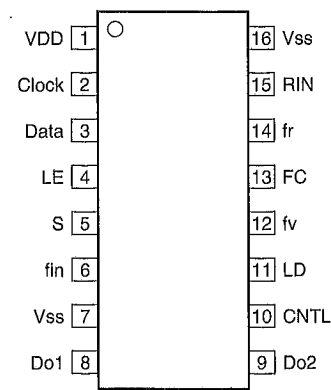 VDD 1 16 Vss
Clock 2 15 RIN
Data 3 14 fr
LE 4 13 FC
S 5 12 fv
fin 6 11 LD
Vss 7 10 CNTL
Do1 8 9 Do2